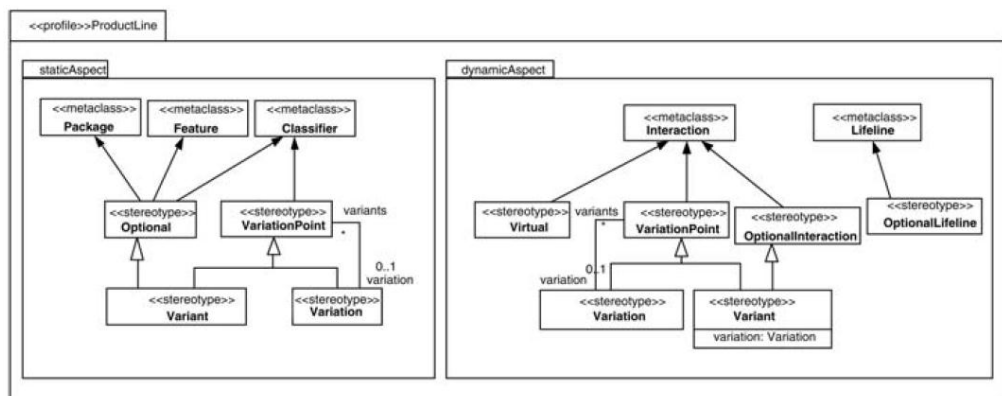 <<profile>>ProductLine
staticAspect
<<metaclass>>
Package
<<metaclass>>
Feature
<<metaclass>>
Classifier
<<stereotype>>
Optional
<<stereotype>>
VariationPoint
variants
*
0..1
variation
<<stereotype>>
Variant
<<stereotype>>
Variation
dynamicAspect
<<metaclass>>
Interaction
<<metaclass>>
Lifeline
<<stereotype>>
Virtual
variants
*
<<stereotype>>
VariationPoint
<<stereotype>>
OptionalInteraction
<<stereotype>>
OptionalLifeline
variation
0..1
<<stereotype>>
Variation
<<stereotype>>
Variant
variation: Variation